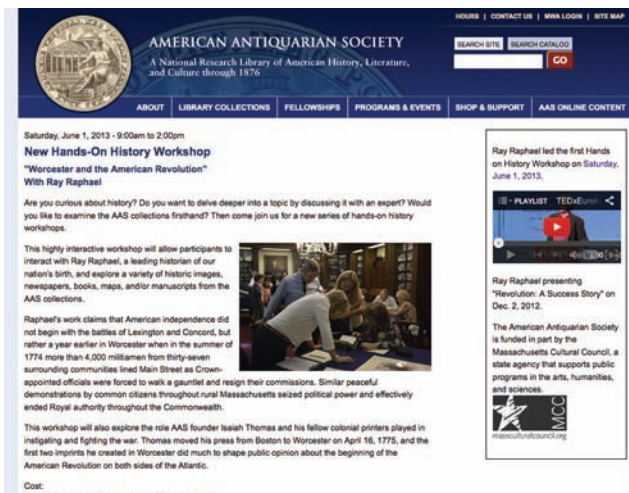 HOURS | CONTACT US | MWA LOGIN | SITE MAP
AMERICAN ANTIQUARIAN SOCIETY
A National Research Library of American History, Literature,
and Culture through 1876
SEARCH SITE SEARCH CATALOG
GO
ABOUT LIBRARY COLLECTIONS FELLOWSHIPS PROGRAMS & EVENTS SHOP & SUPPORT AAS ONLINE CONTENT
Saturday, June 1, 2013 - 9:00am to 2:00pm
New Hands-On History Workshop
"Worcester and the American Revolution"
With Ray Raphael
Are you curious about history? Do you want to delve deeper into a topic by discussing it with an expert? Would
you like to examine the AAS collections firsthand? Then come join us for a new series of hands-on history
workshops.
This highly interactive workshop will allow participants to
interact with Ray Raphael, a leading historian of our
nation's birth, and explore a variety of historic images,
newspapers, books, maps, and/or manuscripts from the
AAS collections.
Raphael's work claims that American independence did
not begin with the battles of Lexington and Concord, but
rather a year earlier in Worcester when in the summer of
1774 more than 4,000 militiamen from thirty-seven
surrounding communities lined Main Street as Crown-
appointed officials were forced to walk a gauntlet and resign their commissions. Similar peaceful
demonstrations by common citizens throughout rural Massachusetts seized political power and effectively
ended Royal authority throughout the Commonwealth.
This workshop will also explore the role AAS founder Isaiah Thomas and his fellow colonial printers played in
instigating and fighting the war. Thomas moved his press from Boston to Worcester on April 16, 1775, and the
first two imprints he created in Worcester did much to shape public opinion about the beginning of the
American Revolution on both sides of the Atlantic.
Cost:
Ray Raphael led the first Hands
on History Workshop on Saturday,
June 1, 2013.
PLAYLIST TEDxEure
Ray Raphael presenting
"Revolution: A Success Story" on
Dec. 2, 2012.
The American Antiquarian Society
is funded in part by the
Massachusetts Cultural Council, a
state agency that supports public
programs in the arts, humanities,
and sciences.
MCC
massculturalcouncil.org